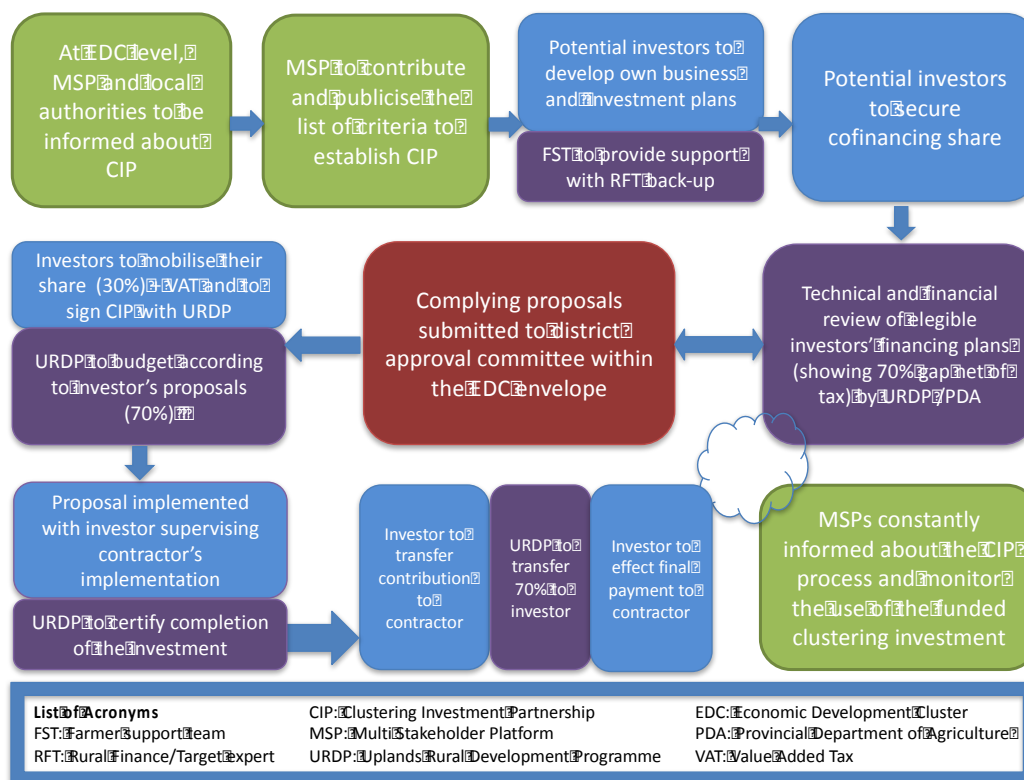 At EDC level,
MSP and local
authorities to be
informed about
CIP
MSP to contribute
and publicise the
list of criteria to
establish CIP
Potential investors to
develop own business
and investment plans
FST to provide support
with RFT back-up
Potential investors
to secure
cofinancing share
Technical and financial
review of elegible
investors' financing plans
(showing 70% gap net of
tax) by URDP /PDA
Complying proposals
submitted to district
approval committee within
the EDC envelope
Investors to mobilise their
share (30%) + VAT and to
sign CIP with URDP
URDP to budget according
to investor's proposals
(70%)
Proposal implemented
with investor supervising
contractor's
implementation
URDP to certify completion
of the investment
Investor to
transfer
contribution
to
contractor
URDP to
transfer
70% to
investor
Investor to
effect final
payment to
contractor
MSPs constantly
informed about the CIP
process and monitor
the use of the funded
clustering investment
List of Acronyms
FST: Farmer support team
RFT: Rural Finance/Target expert
CIP: Clustering Investment Partnership
MSP: Multi Stakeholder Platform
URDP: Uplands Rural Development Programme
EDC: Economic Development Cluster
PDA: Provincial Department of Agriculture
VAT: Value Added Tax